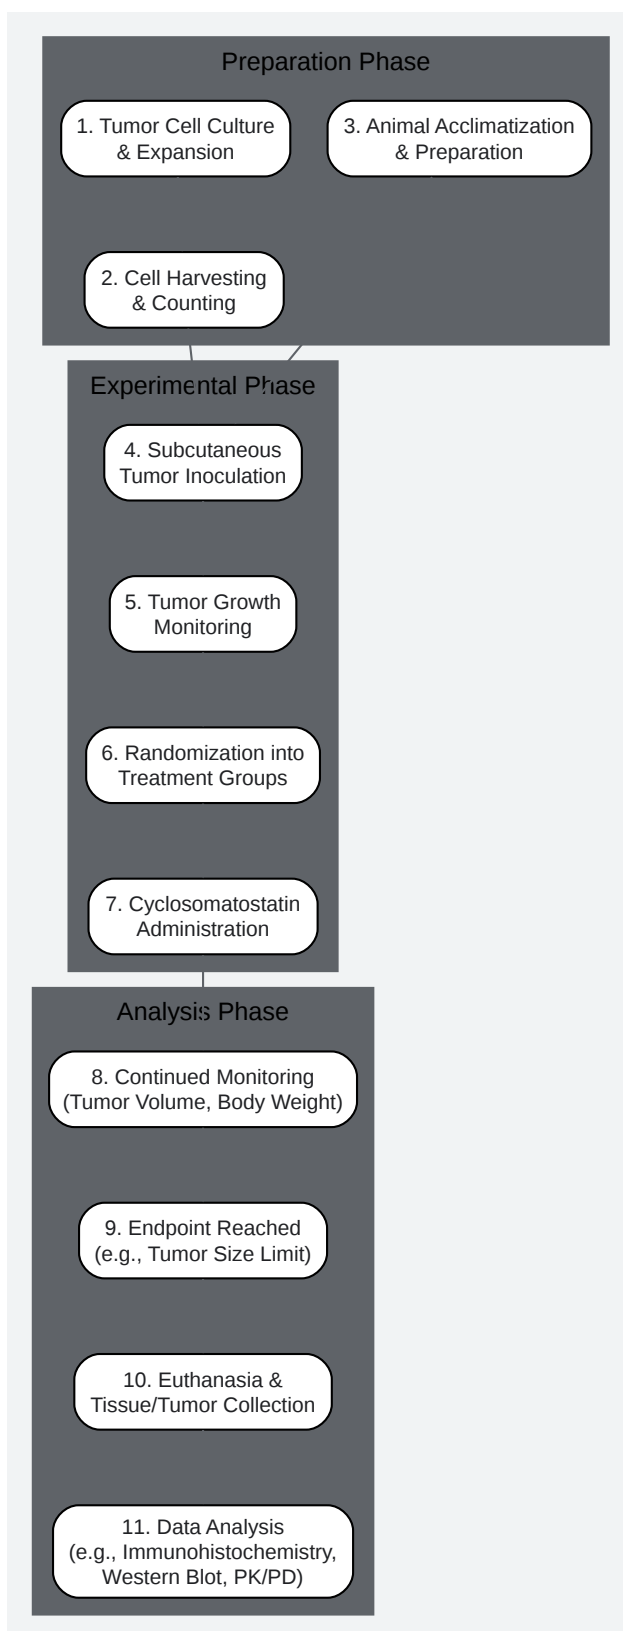 Preparation Phase
1. Tumor Cell Culture
& Expansion
3. Animal Acclimatization
& Preparation
2. Cell Harvesting
& Counting
Experimental Phase
4. Subcutaneous
Tumor Inoculation
5. Tumor Growth
Monitoring
6. Randomization into
Treatment Groups
7. Cyclosomatostatin
Administration
Analysis Phase
8. Continued Monitoring
(Tumor Volume, Body Weight)
9. Endpoint Reached
(e.g., Tumor Size Limit)
10. Euthanasia &
Tissue/Tumor Collection
11. Data Analysis
(e.g., Immunohistochemistry,
Western Blot, PK/PD)